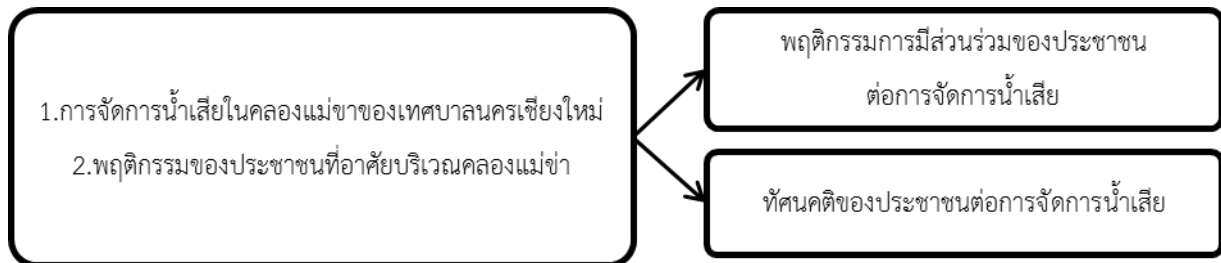 1.การจัดการน้ำเสียในคลองแม่ขาของเทศบาลนครเชียงใหม่
2.พฤติกรรมของประชาชนที่อาศัยบริเวณคลองแม่ข่า
พฤติกรรมการมีส่วนร่วมของประชาชน
ต่อการจัดการน้ำเสีย
ทัศนคติของประชาชนต่อการจัดการน้ำเสีย